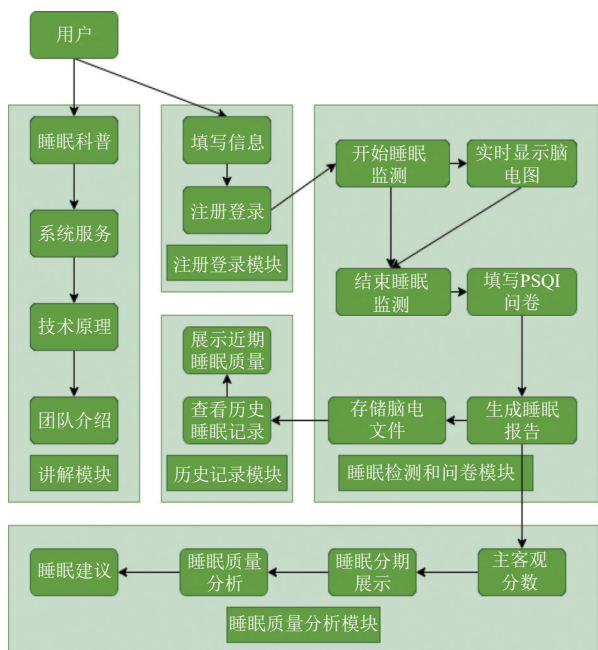 用户
睡眠科普
系统服务
技术原理
团队介绍
讲解模块
填写信息
注册登录
注册登录模块
开始睡眠
监测
实时显示脑
电图
结束睡眠
监测
填写PSQI
问卷
生成睡眠
报告
存储脑电
文件
睡眠检测和问卷模块
展示近期
睡眠质量
查看历史
睡眠记录
历史记录模块
主客观
分数
睡眠分期
展示
睡眠质量
分析
睡眠建议
睡眠质量分析模块